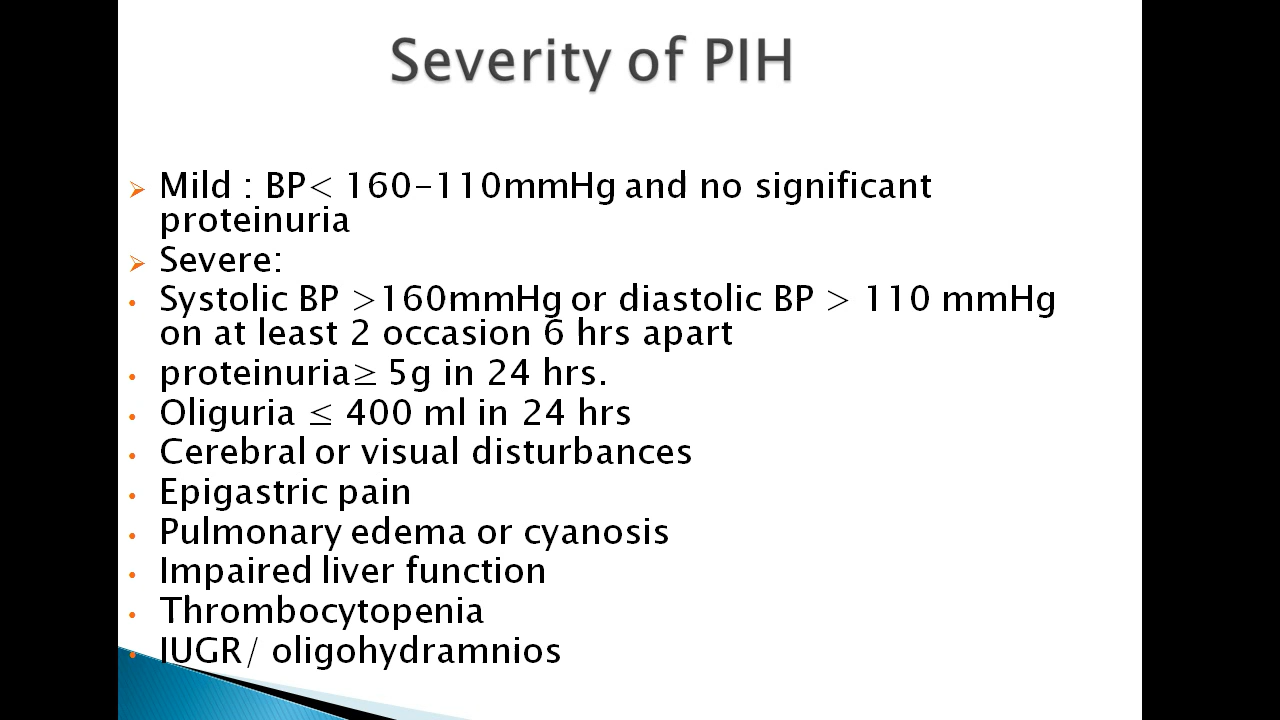 Severity of PIH
Mild : BP< 160-110mmHg and no significant
proteinuria
Severe:
Systolic BP >160mmHg or diastolic BP > 110 mmHg
on at least 2 occasion 6 hrs apart
proteinuria≥ 5g in 24 hrs.
Oliguria ≤ 400 ml in 24 hrs
Cerebral or visual disturbances
Epigastric pain
Pulmonary edema or cyanosis
Impaired liver function
Thrombocytopenia
IUGR/ oligohydramnios